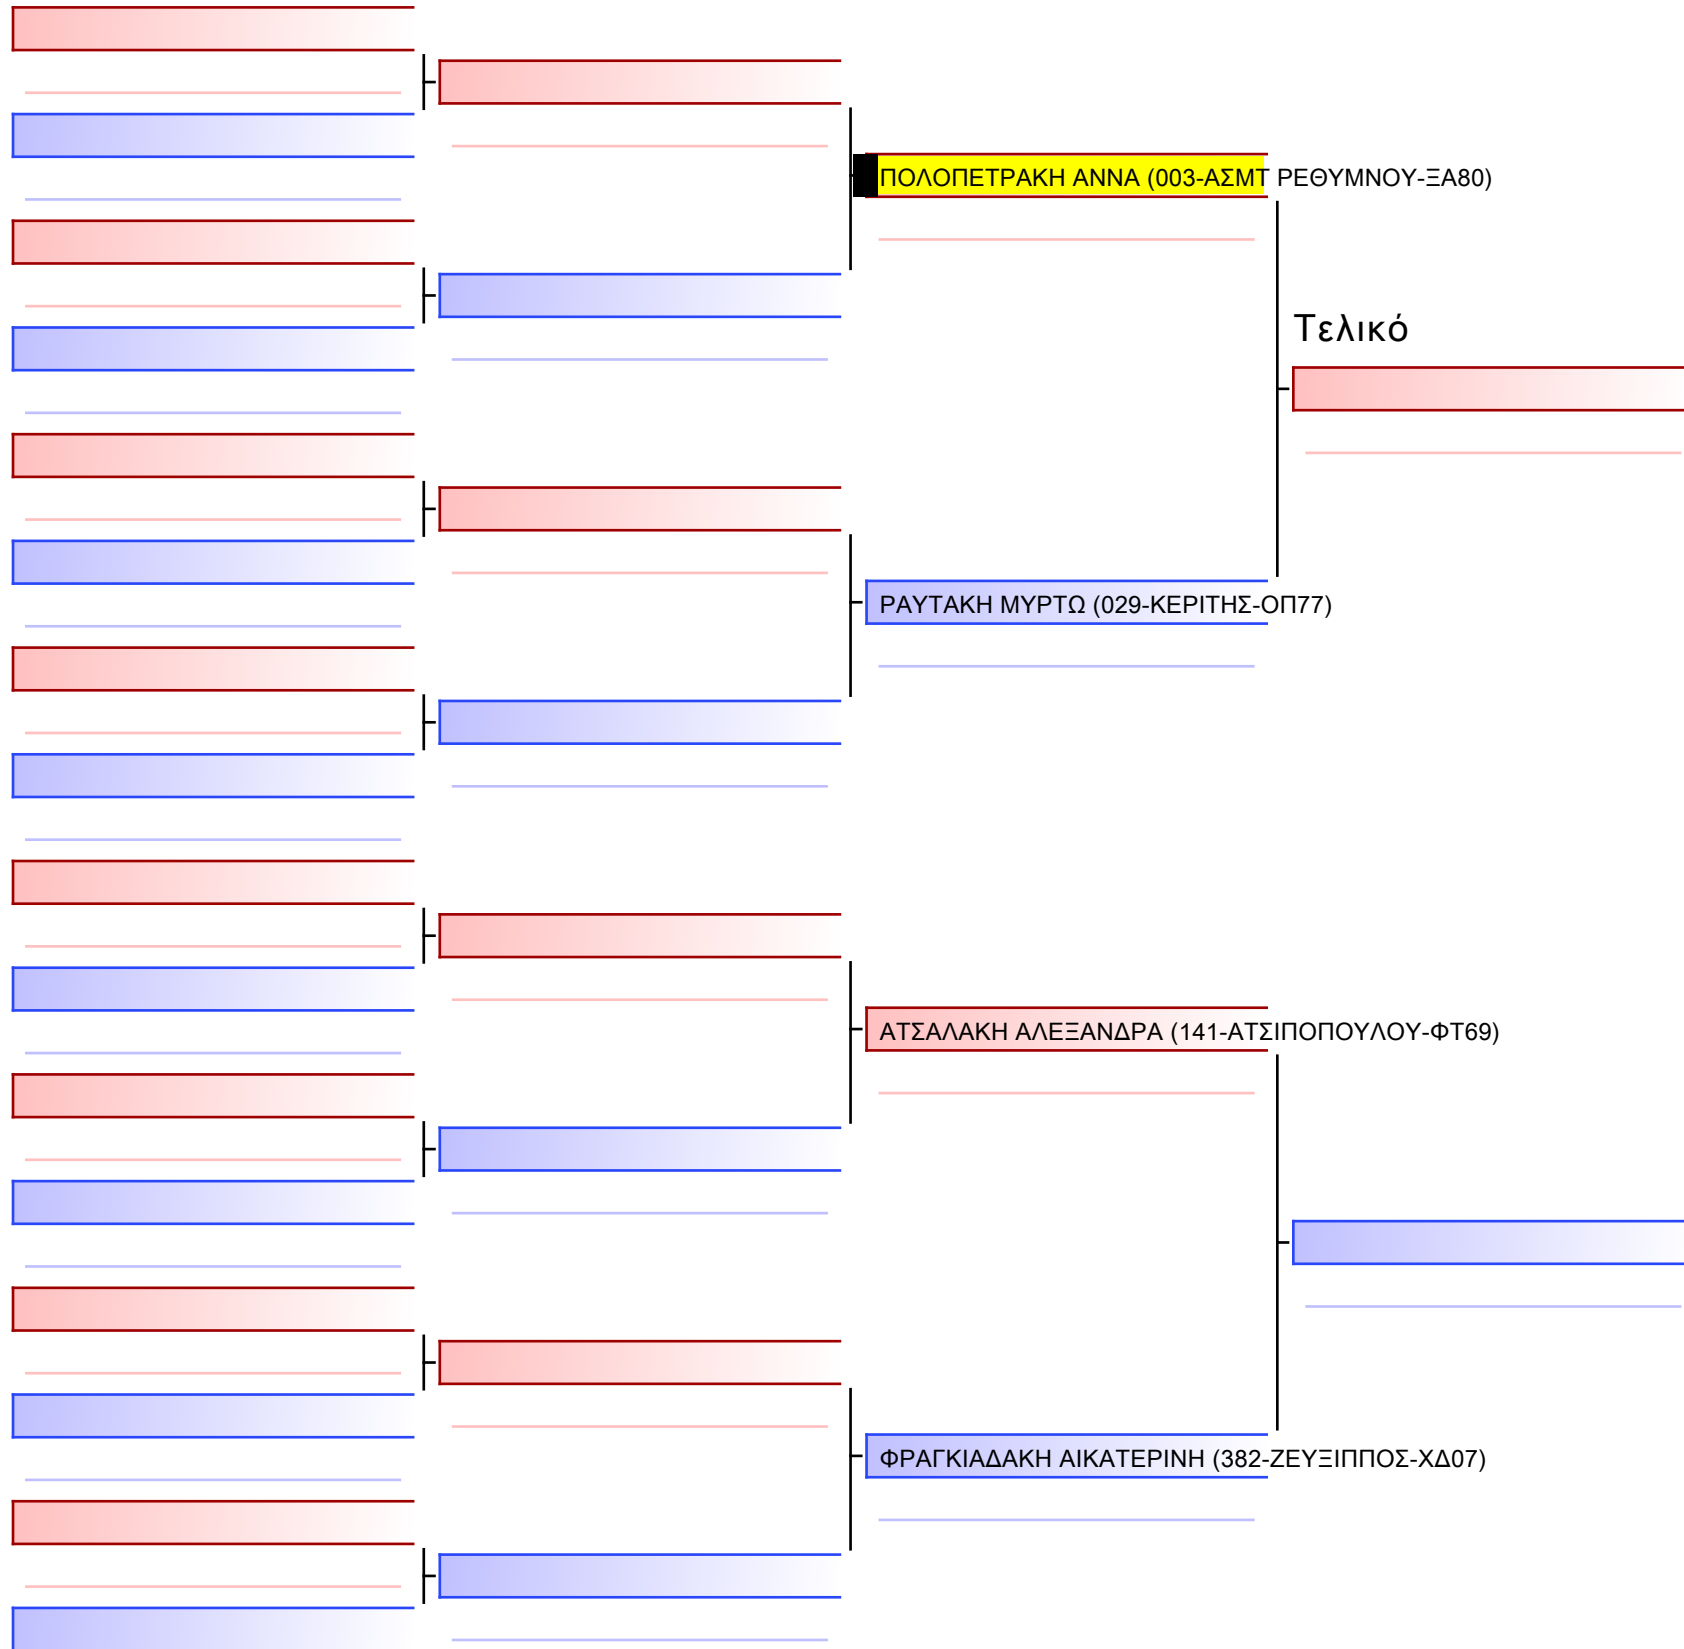 ΠΟΛΟΠΕΤΡΑΚΗ ΑΝΝΑ (003-ΑΣΜΤ ΡΕΘΥΜΝΟΥ-ΞΑ80)
Τελικό
ΡΑΥΤΑΚΗ ΜΥΡΤΩ (029-ΚΕΡΙΤΗΣ-ΟΠ77)
ΑΤΣΑΛΑΚΗ ΑΛΕΞΑΝΔΡΑ (141-ΑΤΣΙΠΟΠΟΥΛΟΥ-ΦΤ69)
ΦΡΑΓΚΙΑΔΑΚΗ ΑΙΚΑΤΕΡΙΝΗ (382-ΖΕΥΞΙΠΠΟΣ-ΧΔ07)